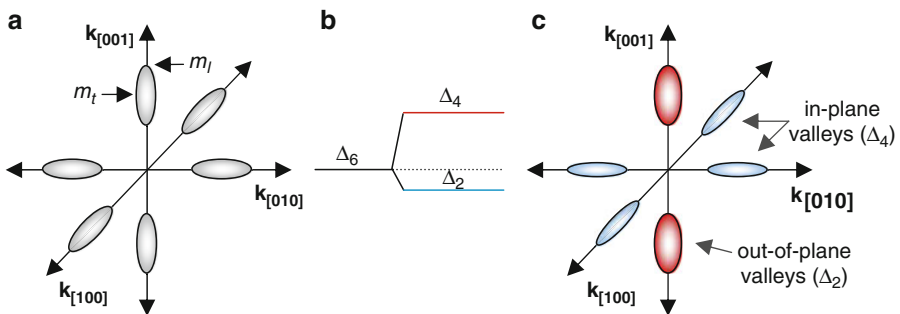 a
k[001]
ml
mt
k[010]
k[100]
b
Δ4
Δ6
Δ2
c
k[001]
in-plane
valleys (Δ4)
k[010]
out-of-plane
valleys (Δ2)
k[100]